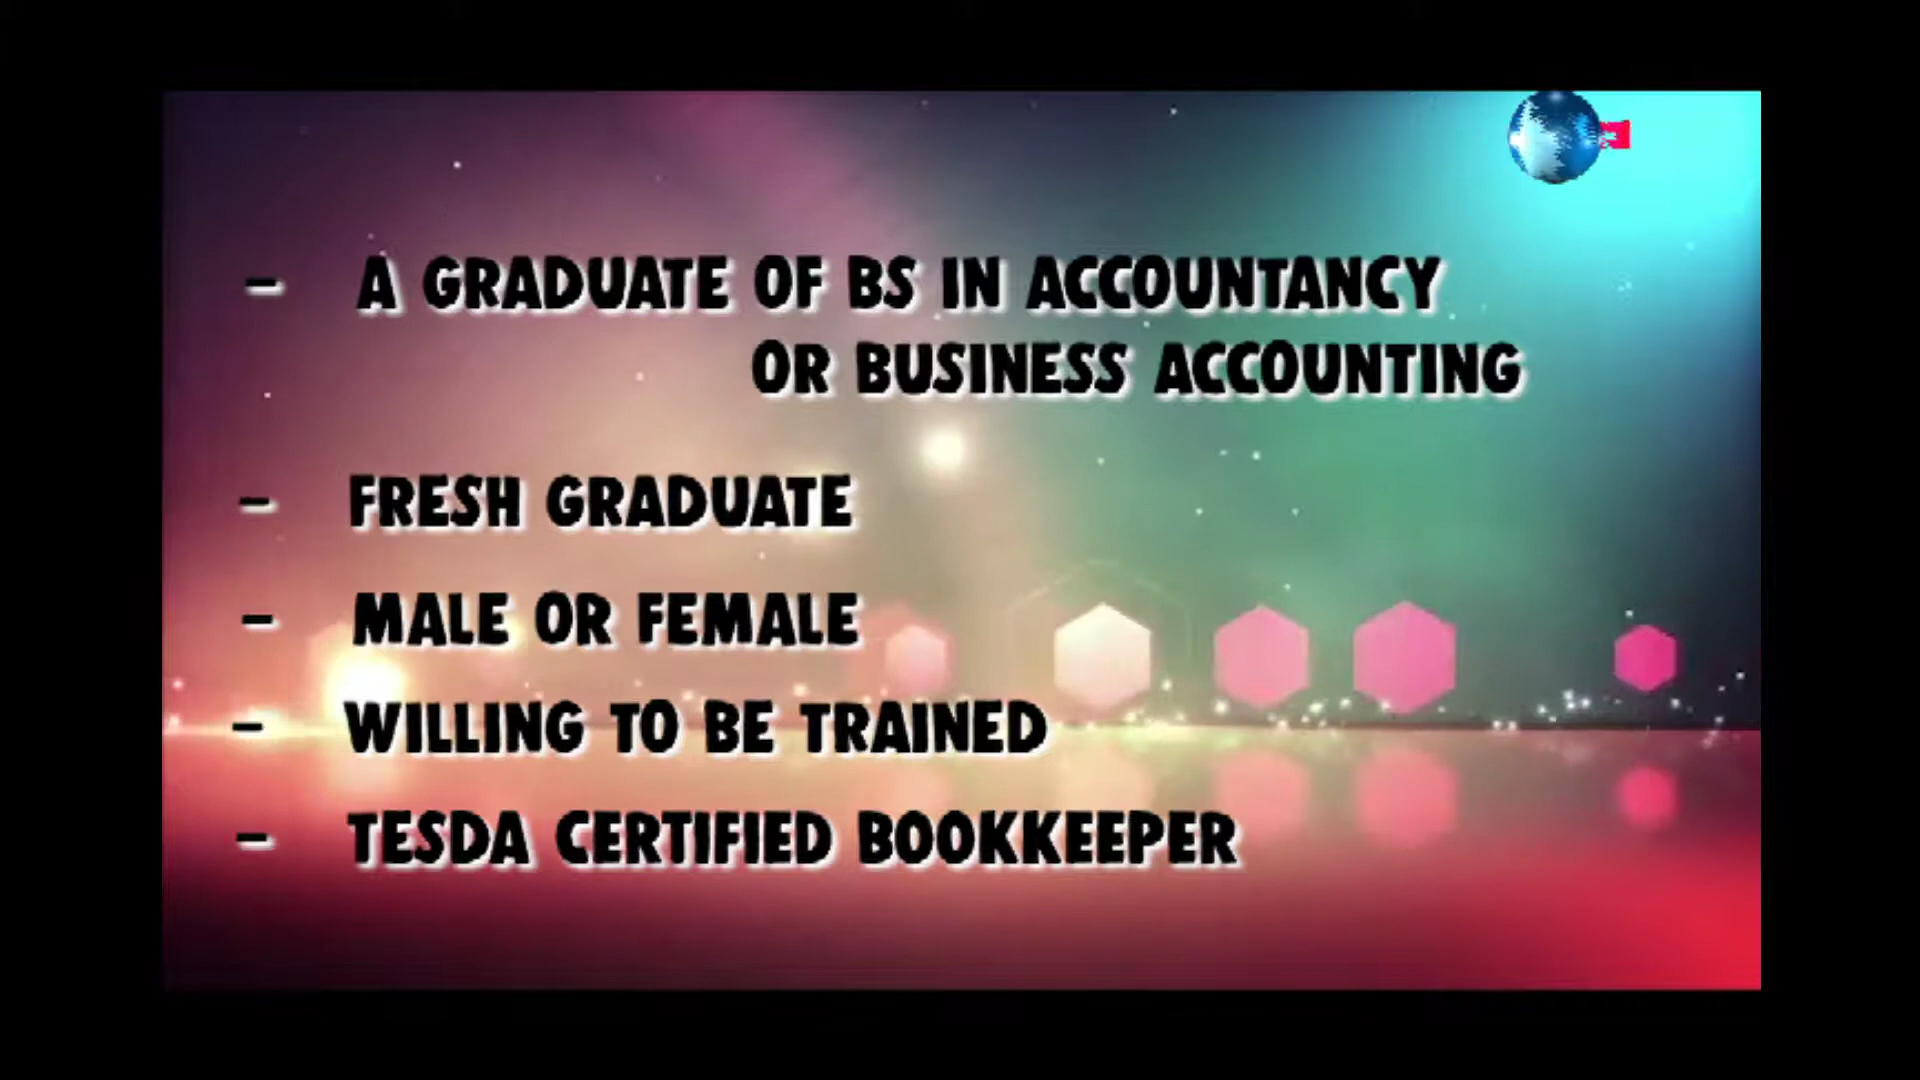 - A GRADUATE OF BS IN ACCOUNTANCY
OR BUSINESS ACCOUNTING
- FRESH GRADUATE
- MALE OR FEMALE
- WILLING TO BE TRAINED
- TESDA CERTIFIED BOOKKEEPER